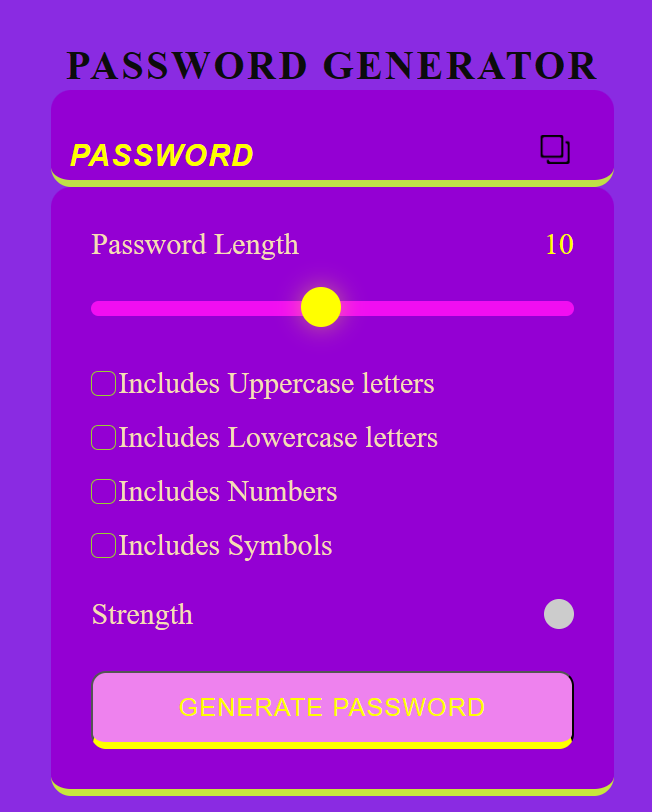 PASSWORD GENERATOR
PASSWORD
Password Length 10
Includes Uppercase letters
Includes Lowercase letters
Includes Numbers
Includes Symbols
Strength
GENERATE PASSWORD